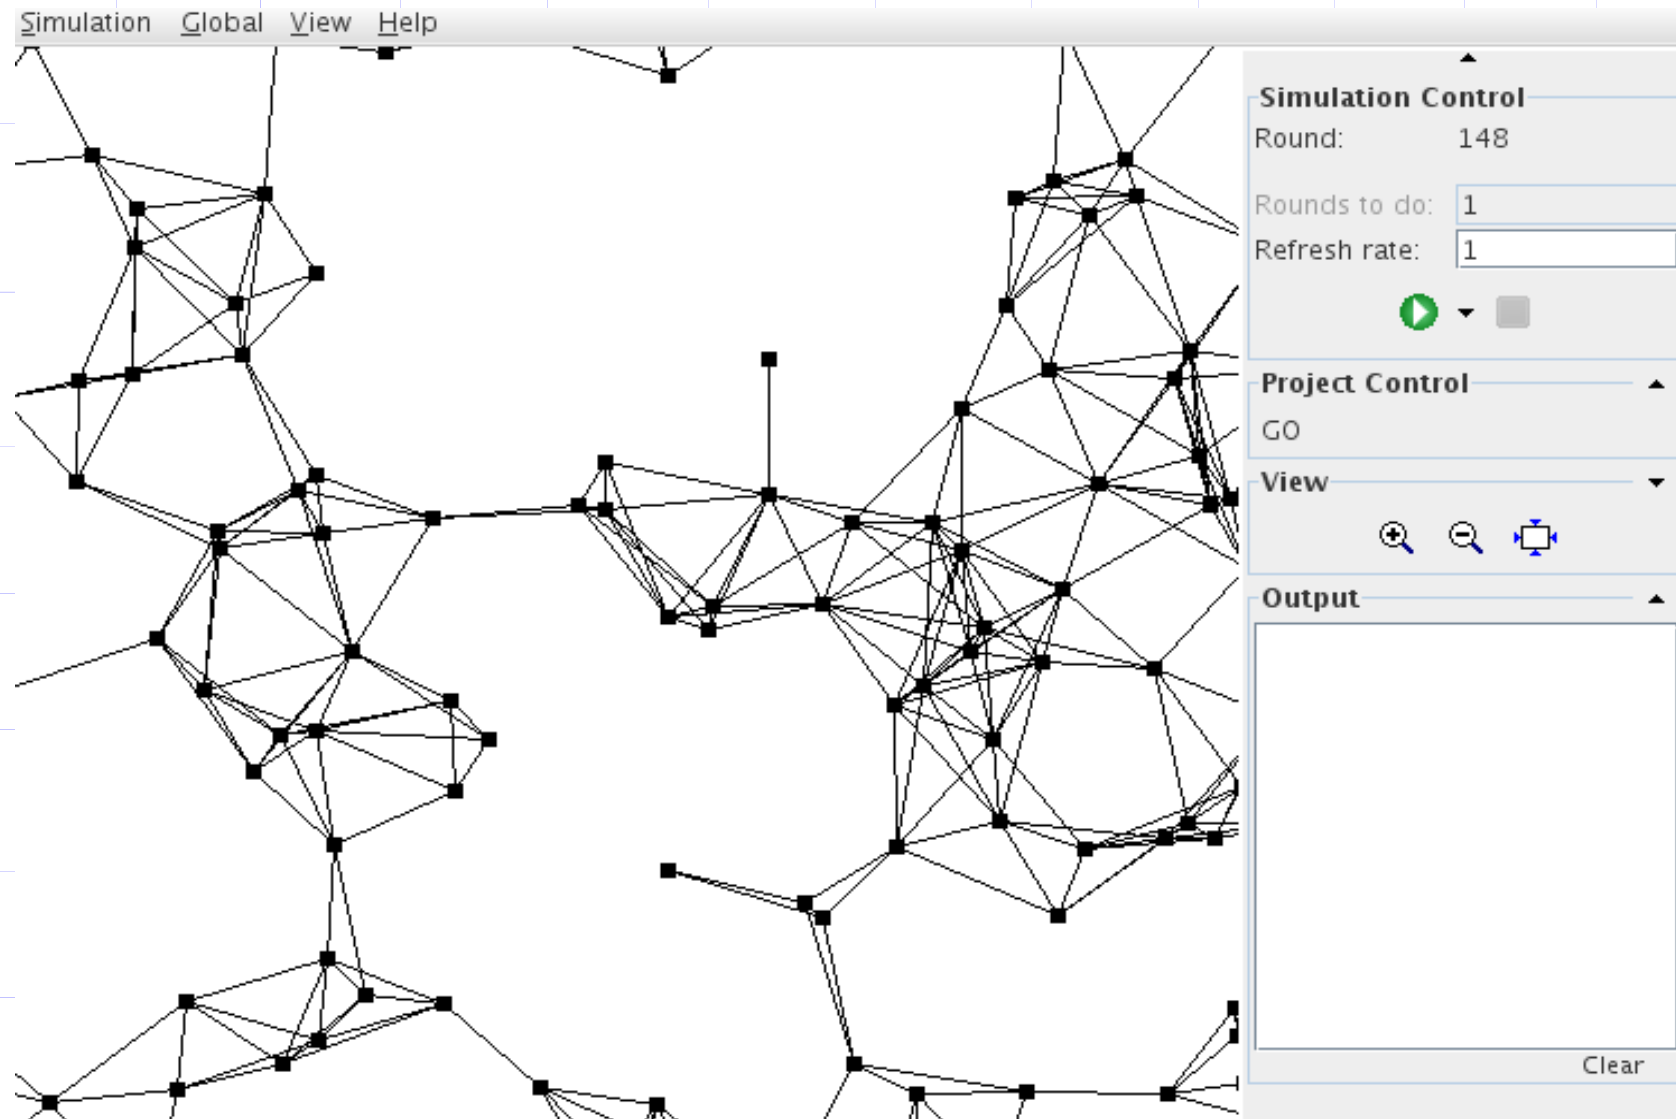 Simulation Global View Help
Simulation Control
Round: 148
Rounds to do: 1
Refresh rate: 1
Project Control
GO
View
Output
Clear